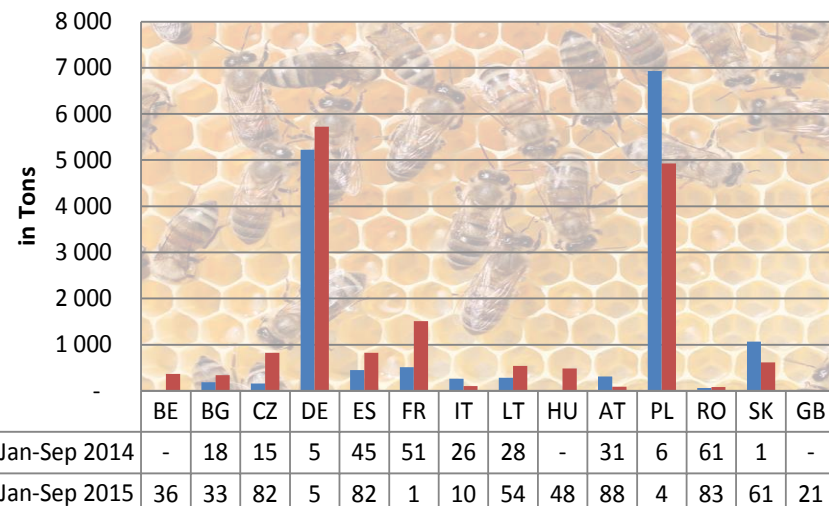 8 000
7 000
6 000
5 000
4 000
3 000
2 000
1 000
-
in Tons
BE BG CZ DE ES FR IT LT HU AT PL RO SK GB
Jan-Sep 2014 - 18 15 5 45 51 26 28 - 31 6 61 1 -
Jan-Sep 2015 36 33 82 5 82 1 10 54 48 88 4 83 61 21